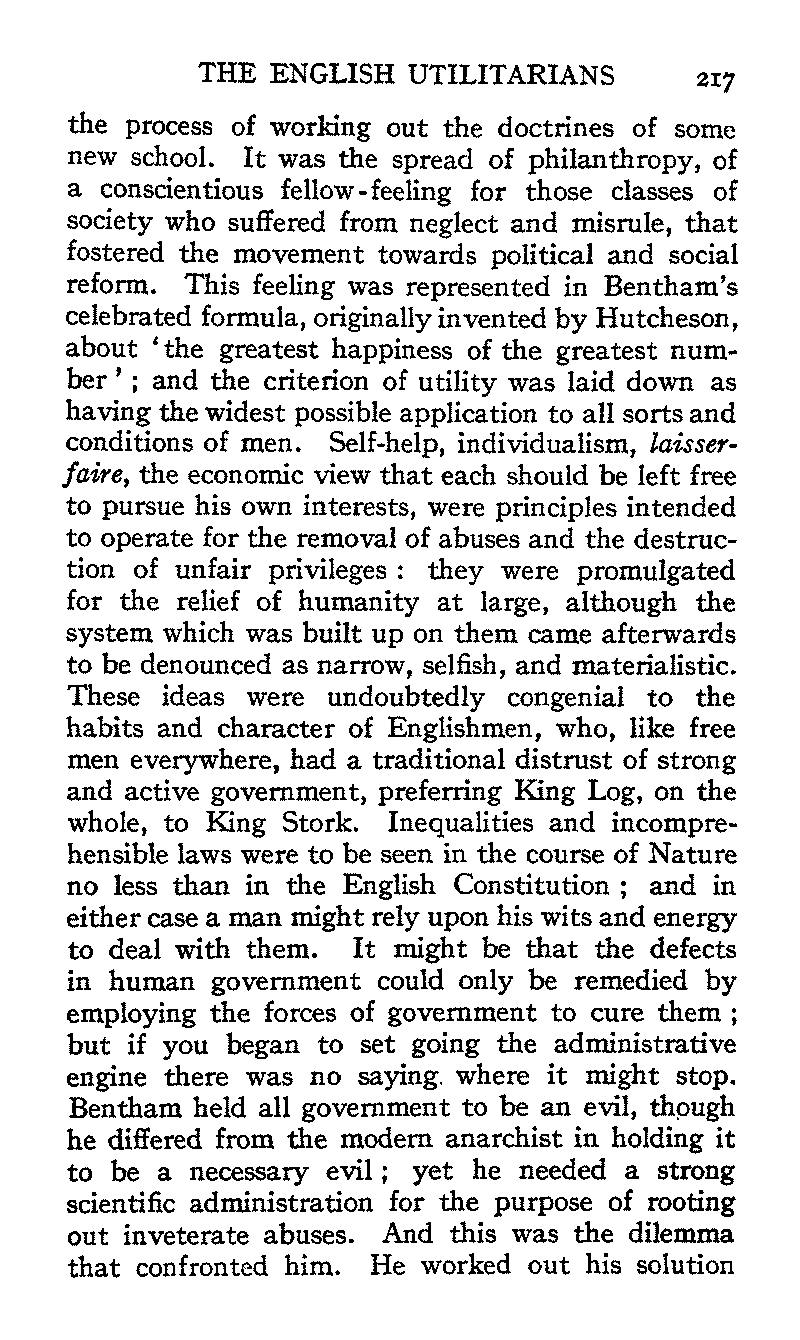 THE ENGLISH UTILITARIANS 217
the process of working out the doctrines of some
new school. It was the spread of philanthropy, of
a conscientious fellow-feeling for those classes of
society who suffered from neglect and misrule, that
fostered the movement towards political and social
reform. This feeling was represented in Bentham's
celebrated formula, originally invented by Hutcheson,
about 'the greatest happiness of the greatest num-
ber' ; and the criterion of utility was laid down as
having the widest possible application to all sorts and
conditions of men. Self-help, individualism, laisser-
faire, the economic view that each should be left free
to pursue his own interests, were principles intended
to operate for the removal of abuses and the destruc-
tion of unfair privileges : they were promulgated
for the relief of humanity at large, although the
system which was built up on them came afterwards
to be denounced as narrow, selfish, and materialistic.
These ideas were undoubtedly congenial to the
habits and character of Englishmen, who, like free
men everywhere, had a traditional distrust of strong
and active government, preferring King Log, on the
whole, to King Stork. Inequalities and incompre-
hensible laws were to be seen in the course of Nature
no less than in the English Constitution ; and in
either case a man might rely upon his wits and energy
to deal with them. It might be that the defects
in human government could only be remedied by
employing the forces of government to cure them ;
but if you began to set going the administrative
engine there was no saying. where it might stop.
Bentham held all government to be an evil, though
he differed from the modern anarchist in holding it
to be a necessary evil ; yet he needed a strong
scientific administration for the purpose of rooting
out inveterate abuses. And this was the dilemma
that confronted him. He worked out his solution